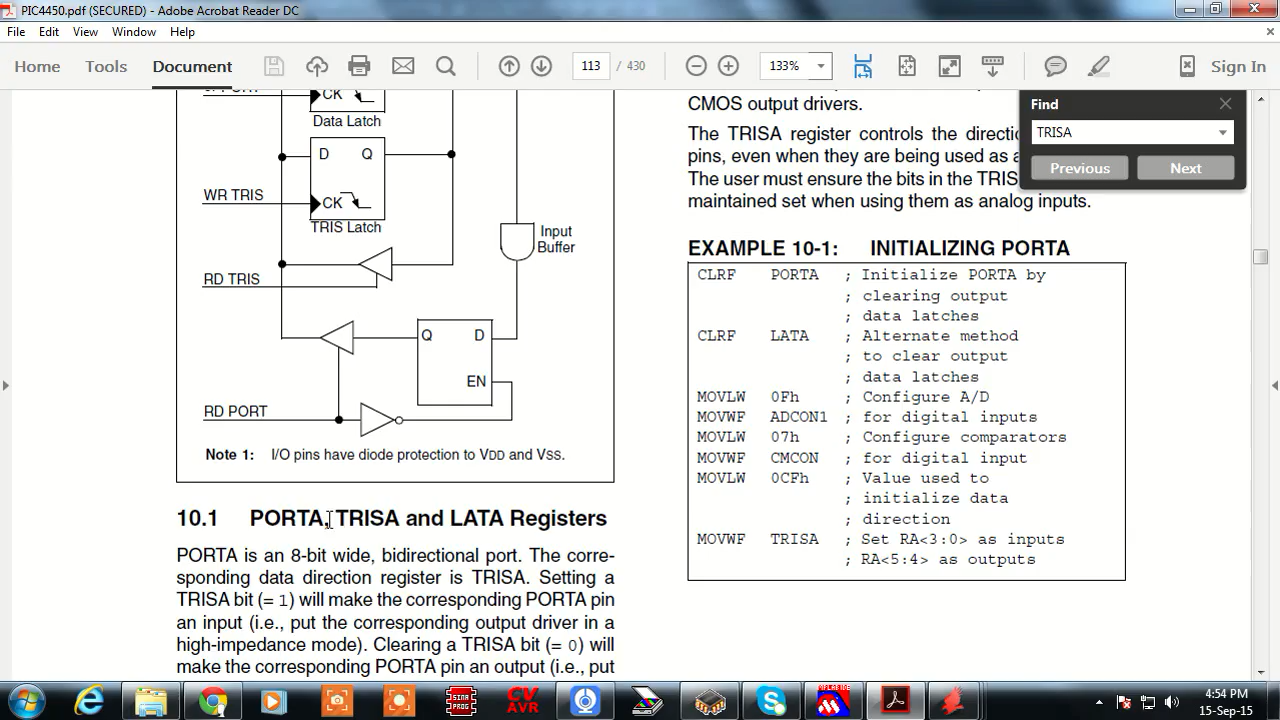 PIC4450.pdf (SECURED) - Adobe Acrobat Reader DC
File Edit View Window Help
Home Tools Document 113 / 430 133% Sign In
CK
Data Latch
D Q
WR TRIS
CK
TRIS Latch
Input
Buffer
RD TRIS
Q D
EN
RD PORT
Note 1: I/O pins have diode protection to VDD and VSS.
10.1 PORTA, TRISA and LATA Registers
PORTA is an 8-bit wide, bidirectional port. The corre-
sponding data direction register is TRISA. Setting a
TRISA bit (= 1) will make the corresponding PORTA pin
an input (i.e., put the corresponding output driver in a
high-impedance mode). Clearing a TRISA bit (= 0) will
make the corresponding PORTA pin an output (i.e., put
CMOS output drivers.
The TRISA register controls the directi
pins, even when they are being used as a
The user must ensure the bits in the TRIS
maintained set when using them as analog inputs.
EXAMPLE 10-1: INITIALIZING PORTA
CLRF PORTA ; Initialize PORTA by
; clearing output
; data latches
CLRF LATA ; Alternate method
; to clear output
; data latches
MOVLW 0Fh ; Configure A/D
MOVWF ADCON1 ; for digital inputs
MOVLW 07h ; Configure comparators
MOVWF CMCON ; for digital input
MOVLW 0CFh ; Value used to
; initialize data
; direction
MOVWF TRISA ; Set RA<3:0> as inputs
; RA<5:4> as outputs
Find
TRISA
Previous Next
SINA
PROG
CV
AVR
4:54 PM
15-Sep-15